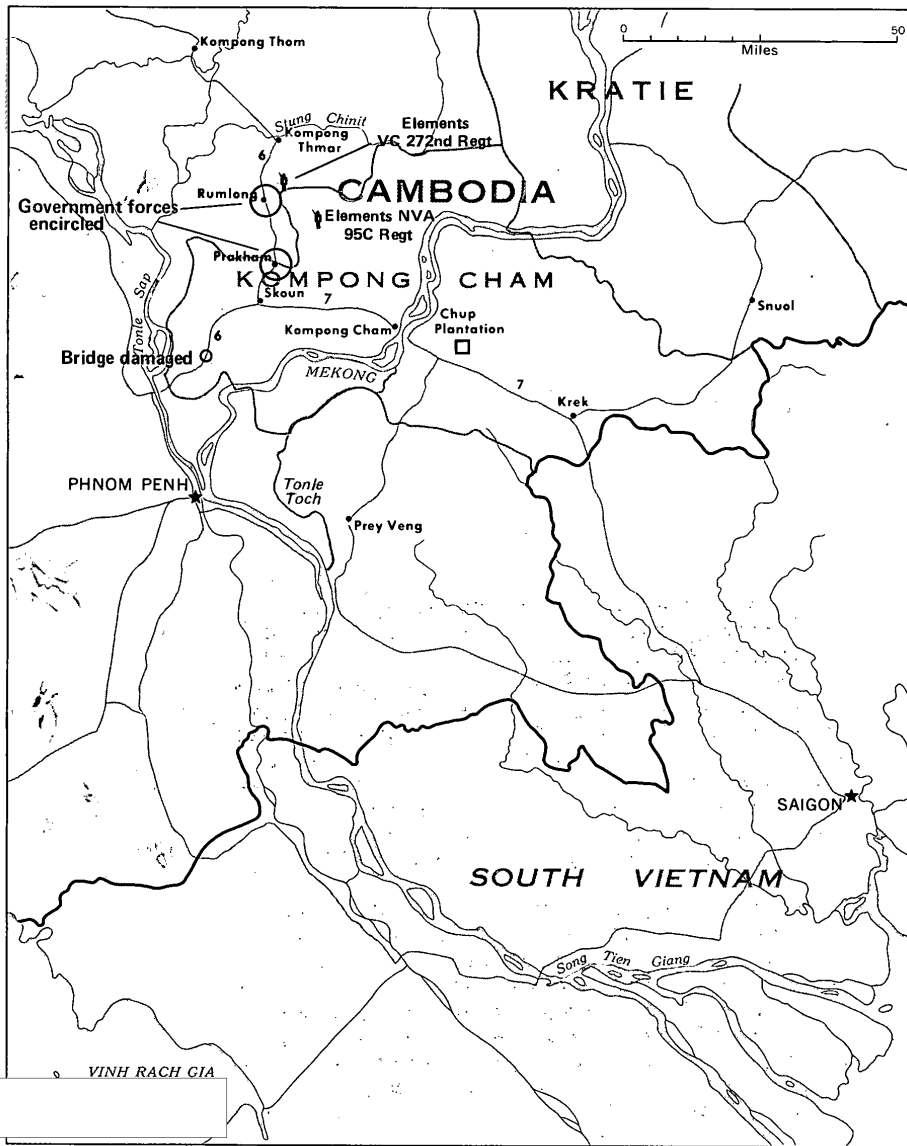 0 50
Miles
Kompong Thom
KRATIE
Stung Chinit
Kompong
Thmar
Elements
VC 272nd Regt
6
Rumlong
CAMBODIA
Government forces
encircled
Elements NVA
95C Regt
Prakham
KOMPONG CHAM
Skoun
7
Tonle Sap
Snuol
Chup
Plantation
Kompong Cham
6
Bridge damaged
MEKONG
7
Krek
PHNOM PENH
Tonle
Toch
Prey Veng
SAIGON
SOUTH VIETNAM
Song Tien Giang
VINH RACH GIA